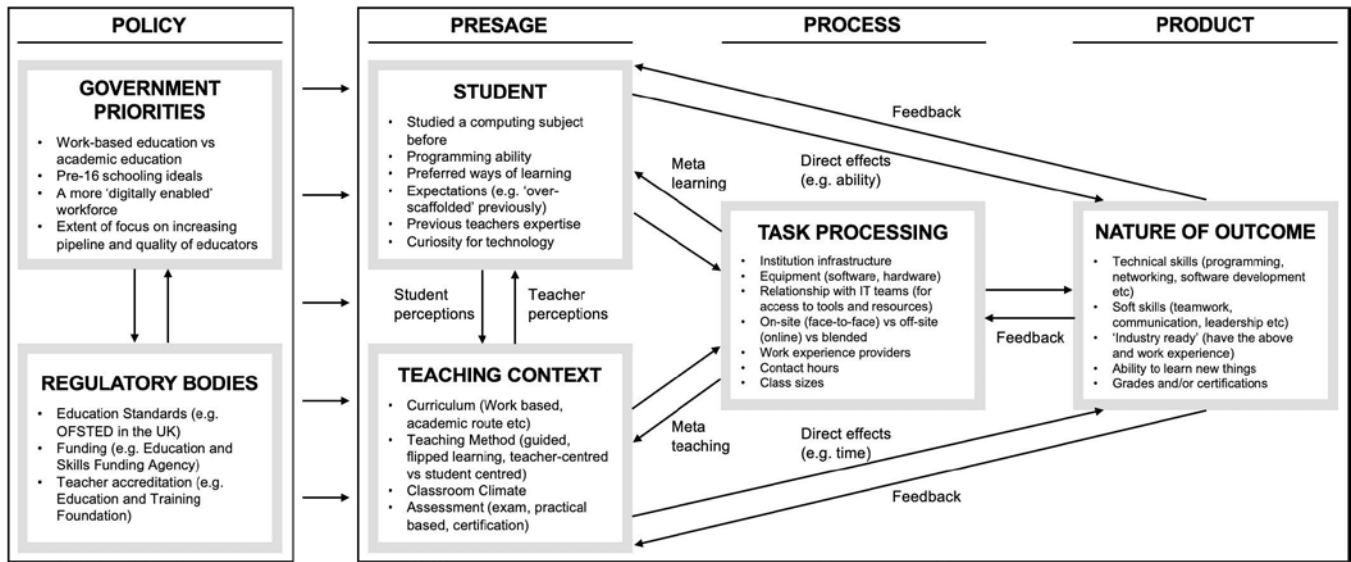 POLICY
PRESAGE
PROCESS
PRODUCT
GOVERNMENT
PRIORITIES
• Work-based education vs
academic education
• Pre-16 schooling ideals
• A more ‘digitally enabled’
workforce
• Extent of focus on increasing
pipeline and quality of educators
REGULATORY BODIES
• Education Standards (e.g.
OFSTED in the UK)
• Funding (e.g. Education and
Skills Funding Agency)
• Teacher accreditation (e.g.
Education and Training
Foundation)
STUDENT
• Studied a computing subject
before
• Programming ability
• Preferred ways of learning
• Expectations (e.g. ‘over-
scaffolded’ previously)
• Previous teachers expertise
• Curiosity for technology
Student
perceptions
Teacher
perceptions
TEACHING CONTEXT
• Curriculum (Work based,
academic route etc)
• Teaching Method (guided,
flipped learning, teacher-centred
vs student centred)
• Classroom Climate
• Assessment (exam, practical
based, certification)
Meta
learning
Direct effects
(e.g. ability)
Feedback
TASK PROCESSING
• Institution infrastructure
• Equipment (software, hardware)
• Relationship with IT teams (for
access to tools and resources)
• On-site (face-to-face) vs off-site
(online) vs blended
• Work experience providers
• Contact hours
• Class sizes
Feedback
Meta
teaching
Direct effects
(e.g. time)
Feedback
NATURE OF OUTCOME
• Technical skills (programming,
networking, software development
etc)
• Soft skills (teamwork,
communication, leadership etc)
• ‘Industry ready’ (have the above
and work experience)
• Ability to learn new things
• Grades and/or certifications